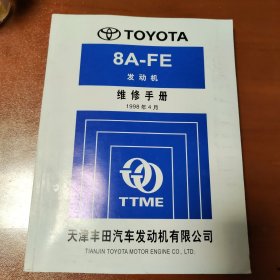 TOYOTA
8A-FE
发动机
维修手册
1998年4月
TTME
天津丰田汽车发动机有限公司
TIANJIN TOYOTA MOTOR ENGINE CO., LTD.